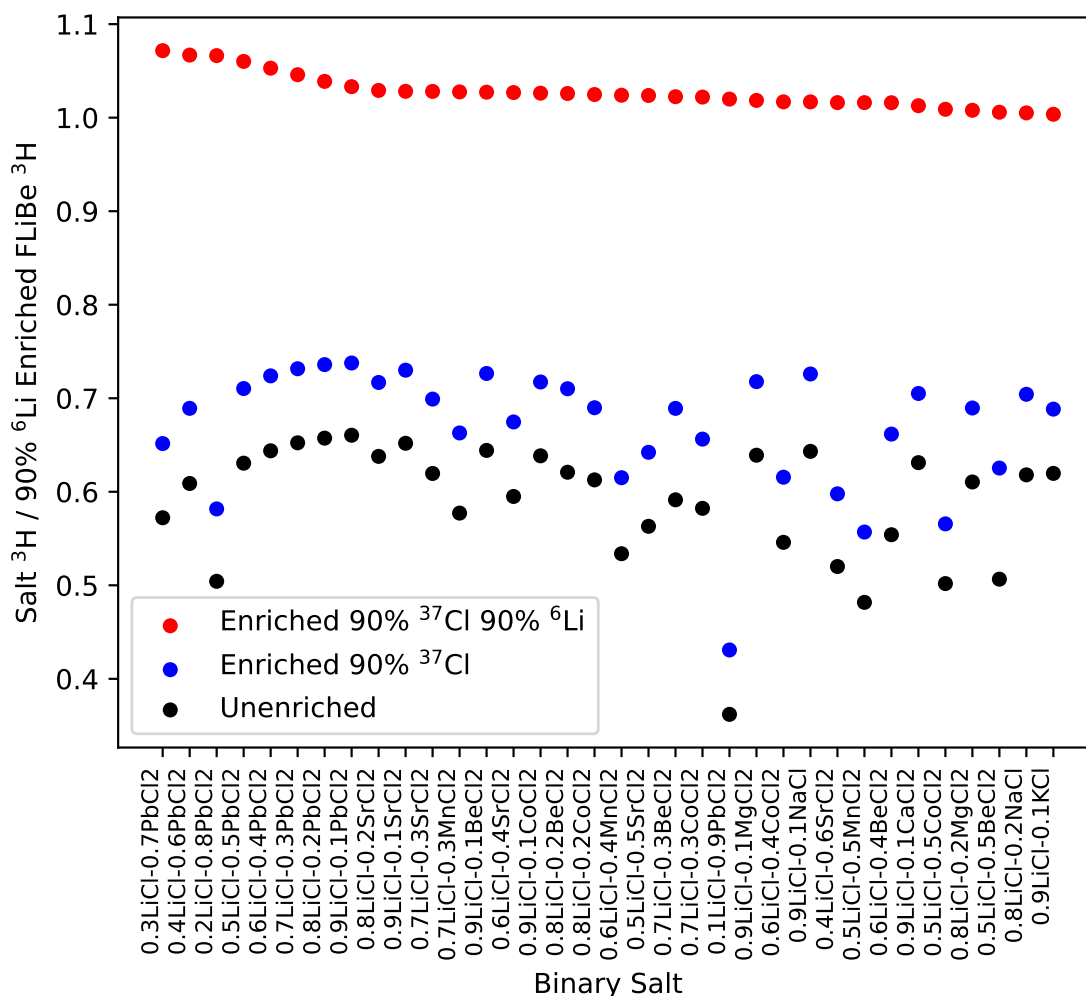 Salt ³H / 90% ⁶Li Enriched FLiBe ³H
1.1
1.0
0.9
0.8
0.7
0.6
0.5
0.4
Enriched 90% ³⁷Cl 90% ⁶Li
Enriched 90% ³⁷Cl
Unenriched
0.3LiCl-0.7PbCl2
0.4LiCl-0.6PbCl2
0.2LiCl-0.8PbCl2
0.5LiCl-0.5PbCl2
0.6LiCl-0.4PbCl2
0.7LiCl-0.3PbCl2
0.8LiCl-0.2PbCl2
0.9LiCl-0.1PbCl2
0.8LiCl-0.2SrCl2
0.9LiCl-0.1SrCl2
0.7LiCl-0.3SrCl2
0.7LiCl-0.3MnCl2
0.9LiCl-0.1BeCl2
0.6LiCl-0.4SrCl2
0.9LiCl-0.1CoCl2
0.8LiCl-0.2BeCl2
0.8LiCl-0.2CoCl2
0.6LiCl-0.4MnCl2
0.5LiCl-0.5SrCl2
0.7LiCl-0.3BeCl2
0.7LiCl-0.3CoCl2
0.1LiCl-0.9PbCl2
0.9LiCl-0.1MgCl2
0.6LiCl-0.4CoCl2
0.9LiCl-0.1NaCl
0.4LiCl-0.6SrCl2
0.5LiCl-0.5MnCl2
0.6LiCl-0.4BeCl2
0.9LiCl-0.1CaCl2
0.5LiCl-0.5CoCl2
0.8LiCl-0.2MgCl2
0.5LiCl-0.5BeCl2
0.8LiCl-0.2NaCl
0.9LiCl-0.1KCl
Binary Salt